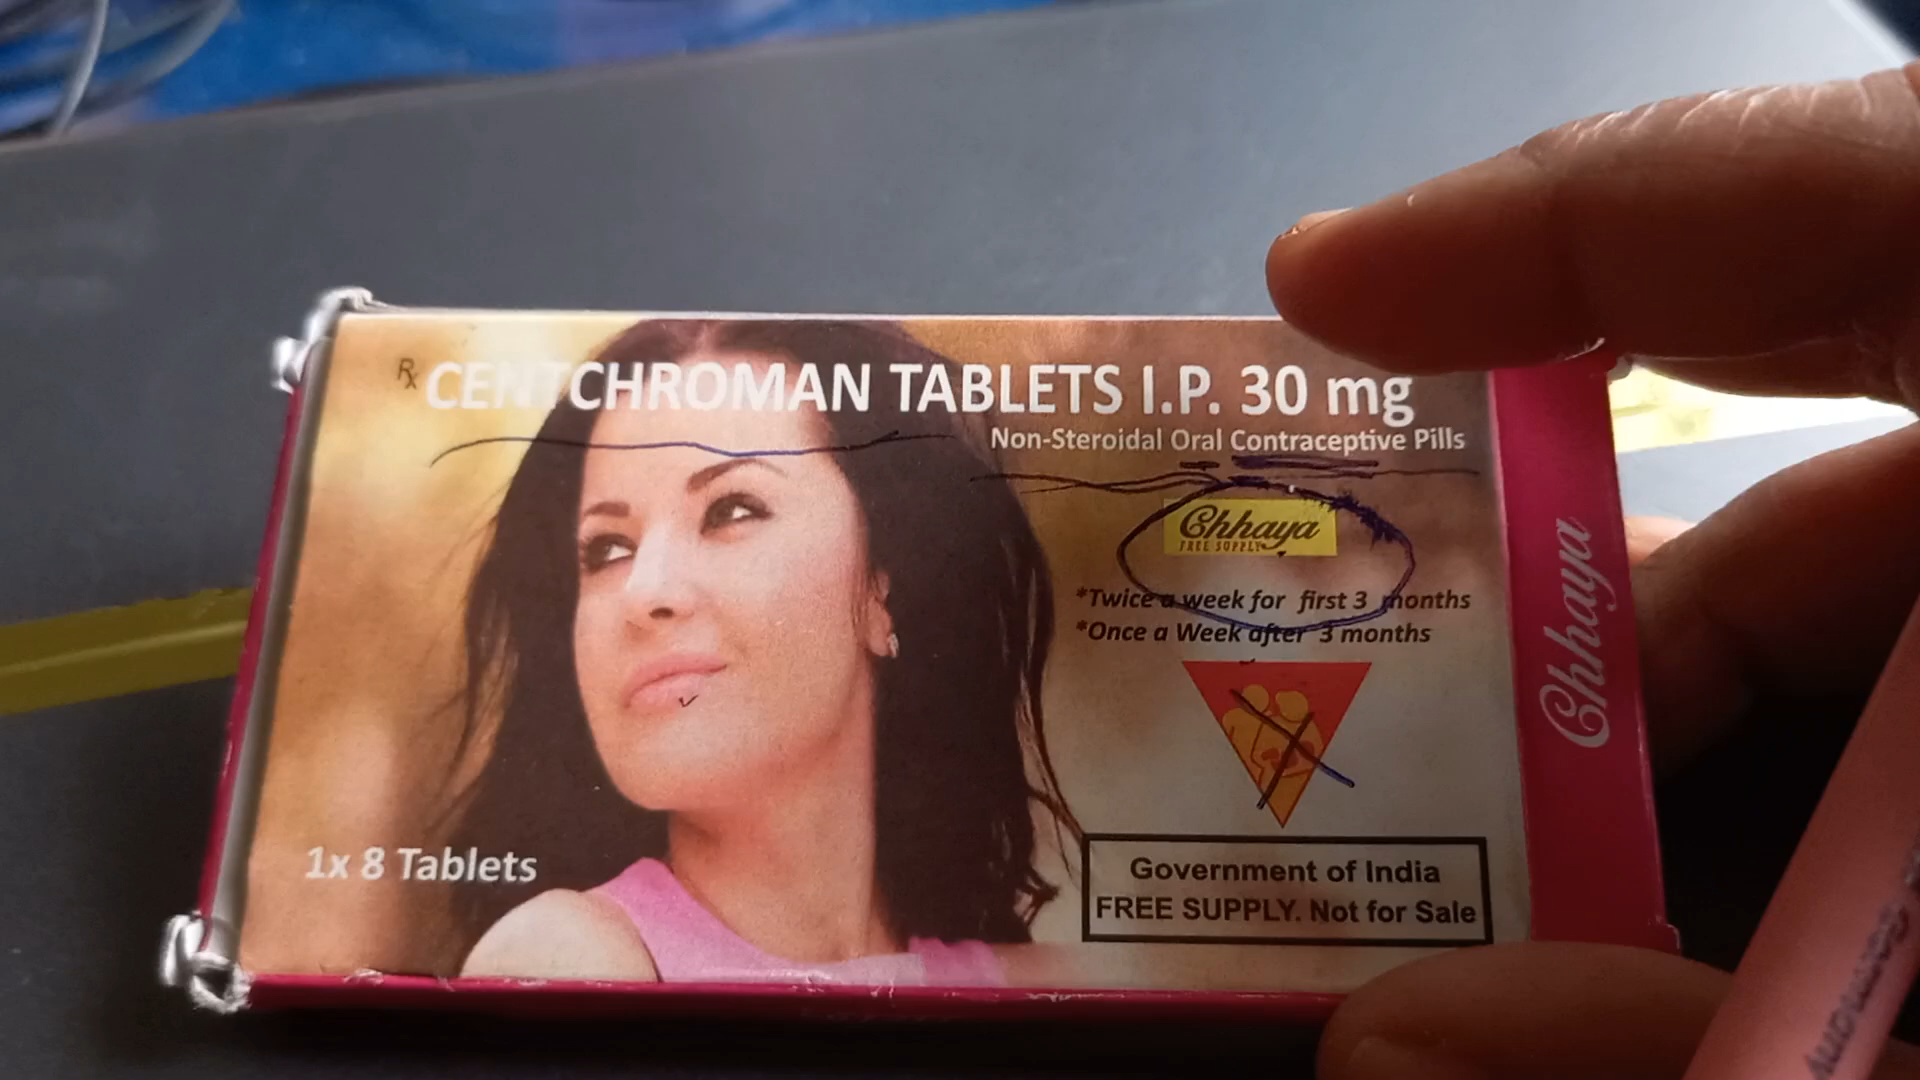 Rx CENTCHROMAN TABLETS I.P. 30 mg
Non-Steroidal Oral Contraceptive Pills
Chhaya
FREE SUPPLY
*Twice a week for first 3 months
*Once a Week after 3 months
Chhaya
1x 8 Tablets
Government of India
FREE SUPPLY. Not for Sale